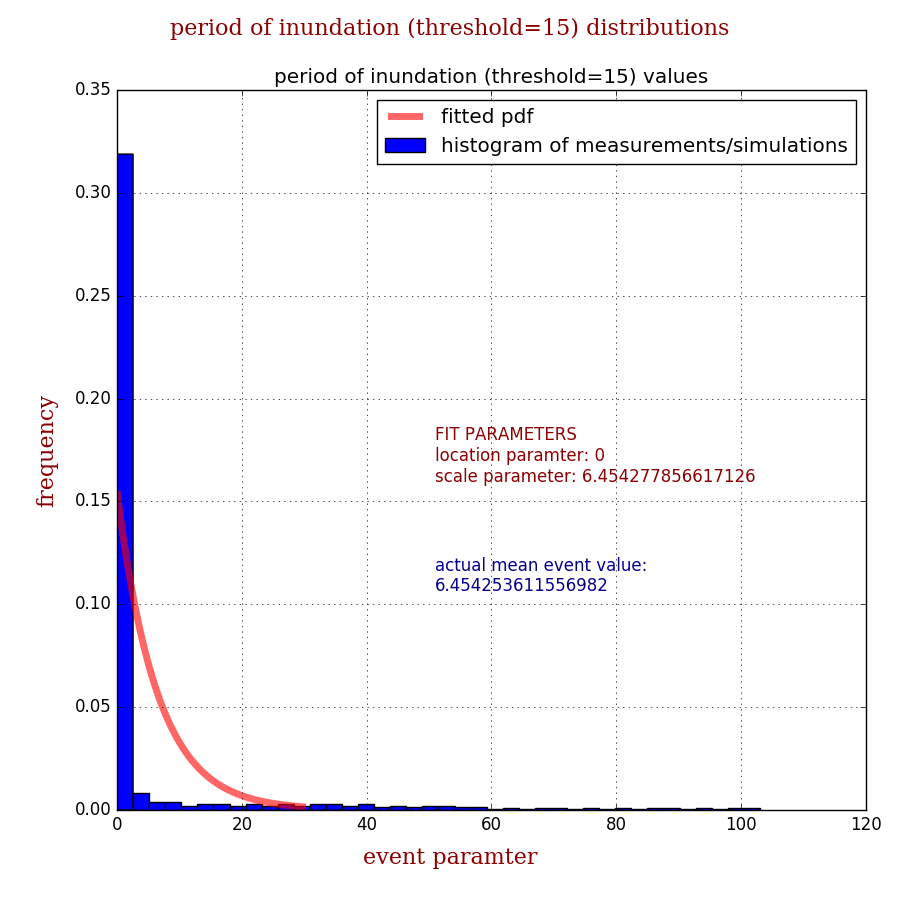 period of inundation (threshold=15) distributions
period of inundation (threshold=15) values
fitted pdf
histogram of measurements/simulations
0.35
0.30
0.25
0.20
0.15
0.10
0.05
0.00
frequency
FIT PARAMETERS
location paramter: 0
scale parameter: 6.454277856617126
actual mean event value:
6.454253611556982
0 20 40 60 80 100 120
event paramter